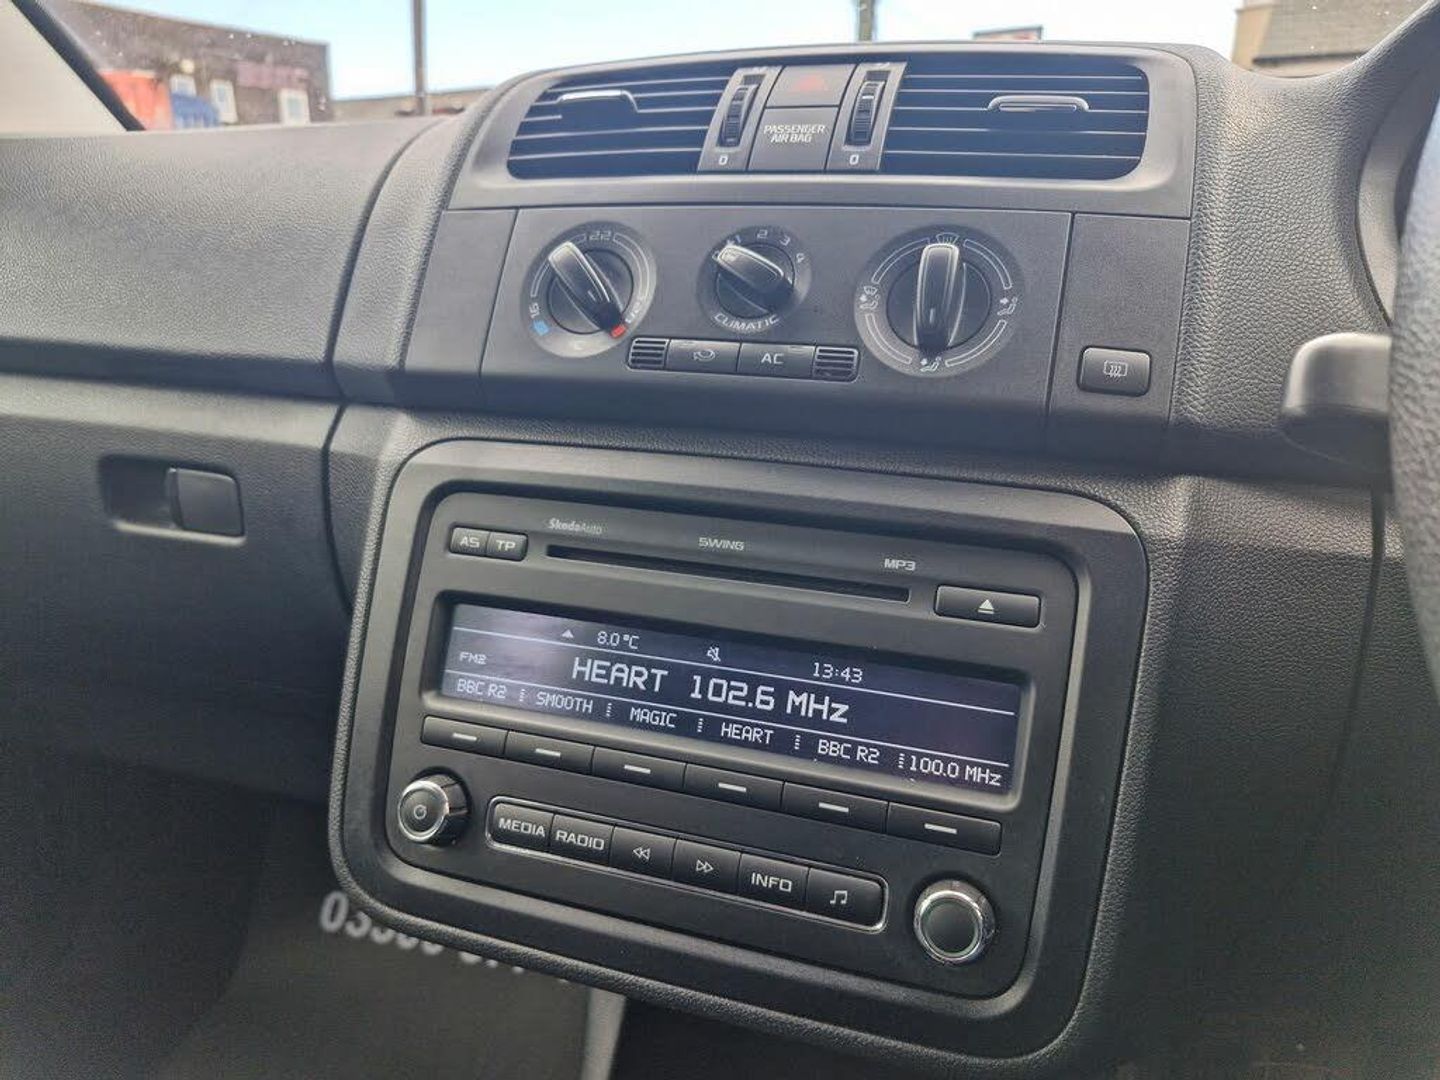 PASSENGER
AIR BAG
0 0
22
16
1 2 3 4
CLIMATIC
AC
ŠkodaAuto
SWING
MP3
AS TP
8.0°C
13:43
FM2
HEART 102.6 MHz
BBC R2 SMOOTH MAGIC HEART BBC R2 100.0 MHz
MEDIA RADIO INFO